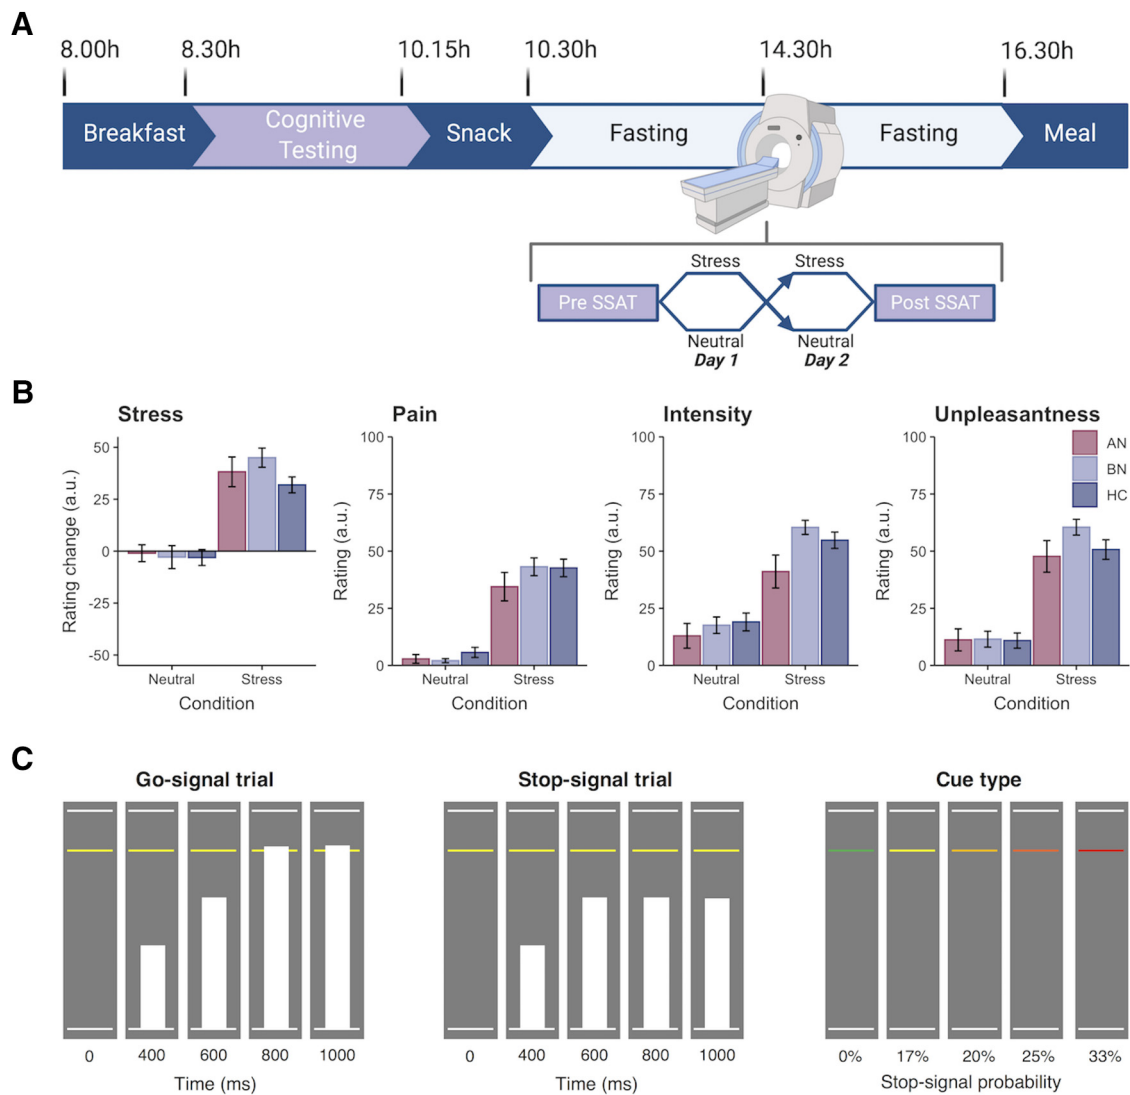 A
8.00h 8.30h 10.15h 10.30h 14.30h 16.30h
Breakfast Cognitive Testing Snack Fasting Fasting Meal
Stress Stress
Pre SSAT Post SSAT
Neutral Neutral
Day 1 Day 2
B
Stress
Rating change (a.u.)
50
25
0
-25
-50
Neutral Stress
Condition
Pain
Rating (a.u.)
100
75
50
25
0
Neutral Stress
Condition
Intensity
Rating (a.u.)
100
75
50
25
0
Neutral Stress
Condition
Unpleasantness
Rating (a.u.)
100
75
50
25
0
Neutral Stress
Condition
AN
BN
HC
C
Go-signal trial
0 400 600 800 1000
Time (ms)
Stop-signal trial
0 400 600 800 1000
Time (ms)
Cue type
0% 17% 20% 25% 33%
Stop-signal probability